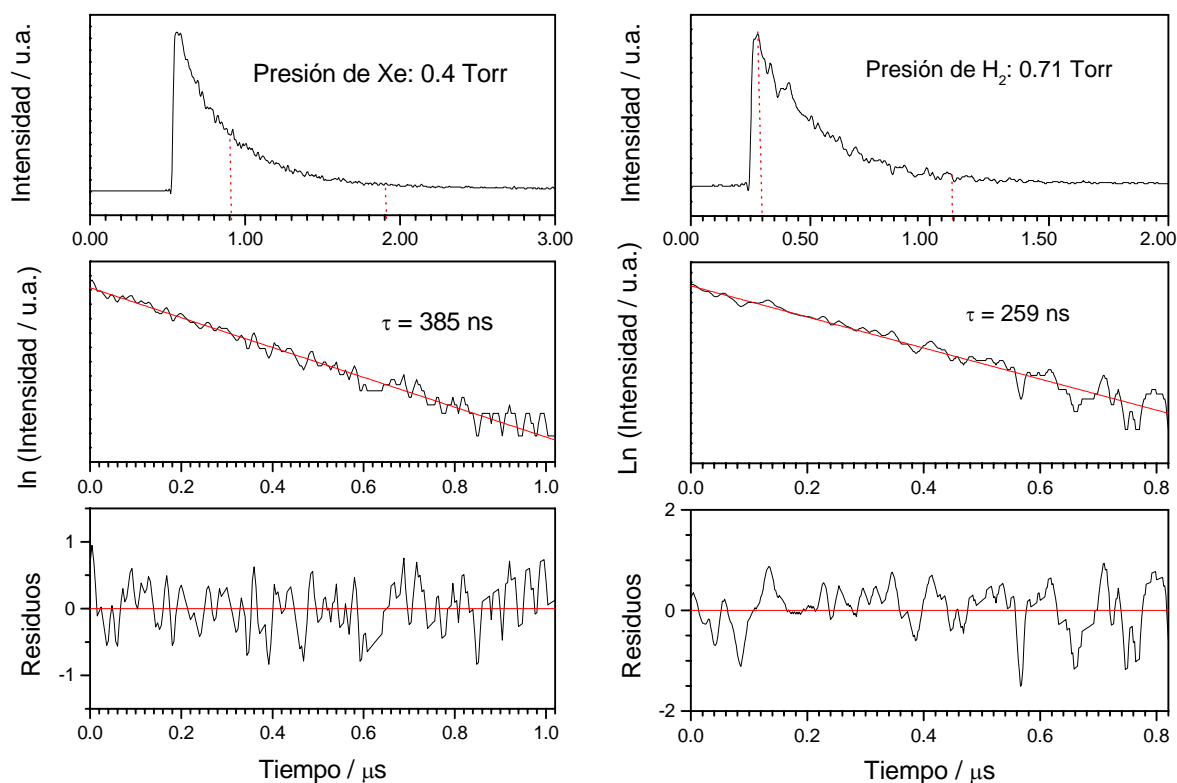 Intensidad / u.a.
Presión de Xe: 0.4 Torr
0.00 1.00 2.00 3.00
ln (Intensidad / u.a.)
τ = 385 ns
0.0 0.2 0.4 0.6 0.8 1.0
Residuos
1
0
-1
0.0 0.2 0.4 0.6 0.8 1.0
Tiempo / μs
Intensidad / u.a.
Presión de H2: 0.71 Torr
0.00 0.50 1.00 1.50 2.00
Ln (Intensidad / u.a.)
τ = 259 ns
0.0 0.2 0.4 0.6 0.8
Residuos
2
0
-2
0.0 0.2 0.4 0.6 0.8
Tiempo / μs